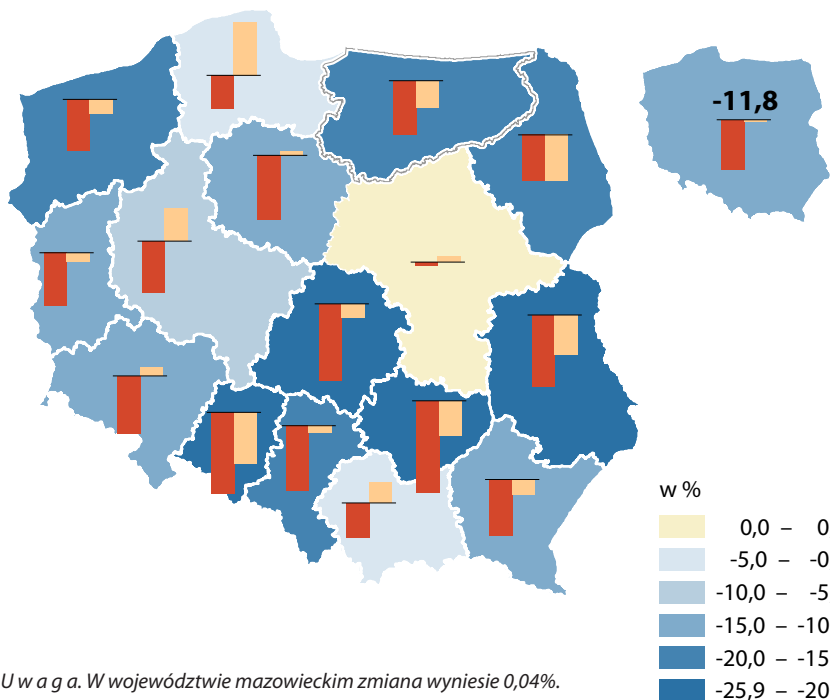 -11,8
w %
0,0 – 0
-5,0 – -0
-10,0 – -5
-15,0 – -10
-20,0 – -15
-25,9 – -20
U w a g a. W województwie mazowieckim zmiana wyniesie 0,04%.